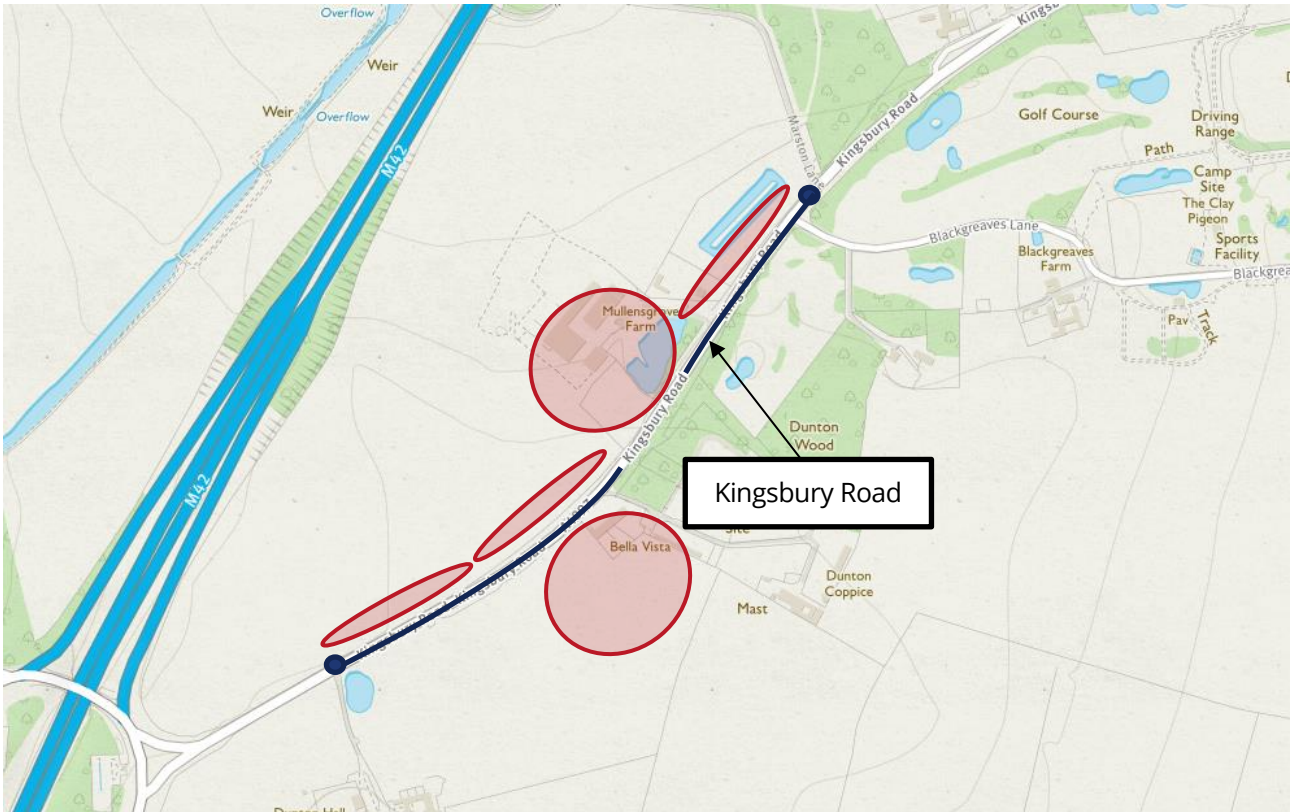 Overflow
Weir
Weir
Overflow
M42
Kingsbury Road
Marston Lane
Golf Course
Driving
Range
Path
Camp
Site
The Clay
Pigeon
Sports
Facility
Blackgreaves Lane
Blackgreaves
Farm
Pav
Track
Kingsbury Road
Mullensgrove
Farm
Kingsbury Road
Dunton
Wood
Kingsbury Road
M42
Bella Vista
Dunton
Coppice
Mast
Kingsbury Road
Kingsbury Road